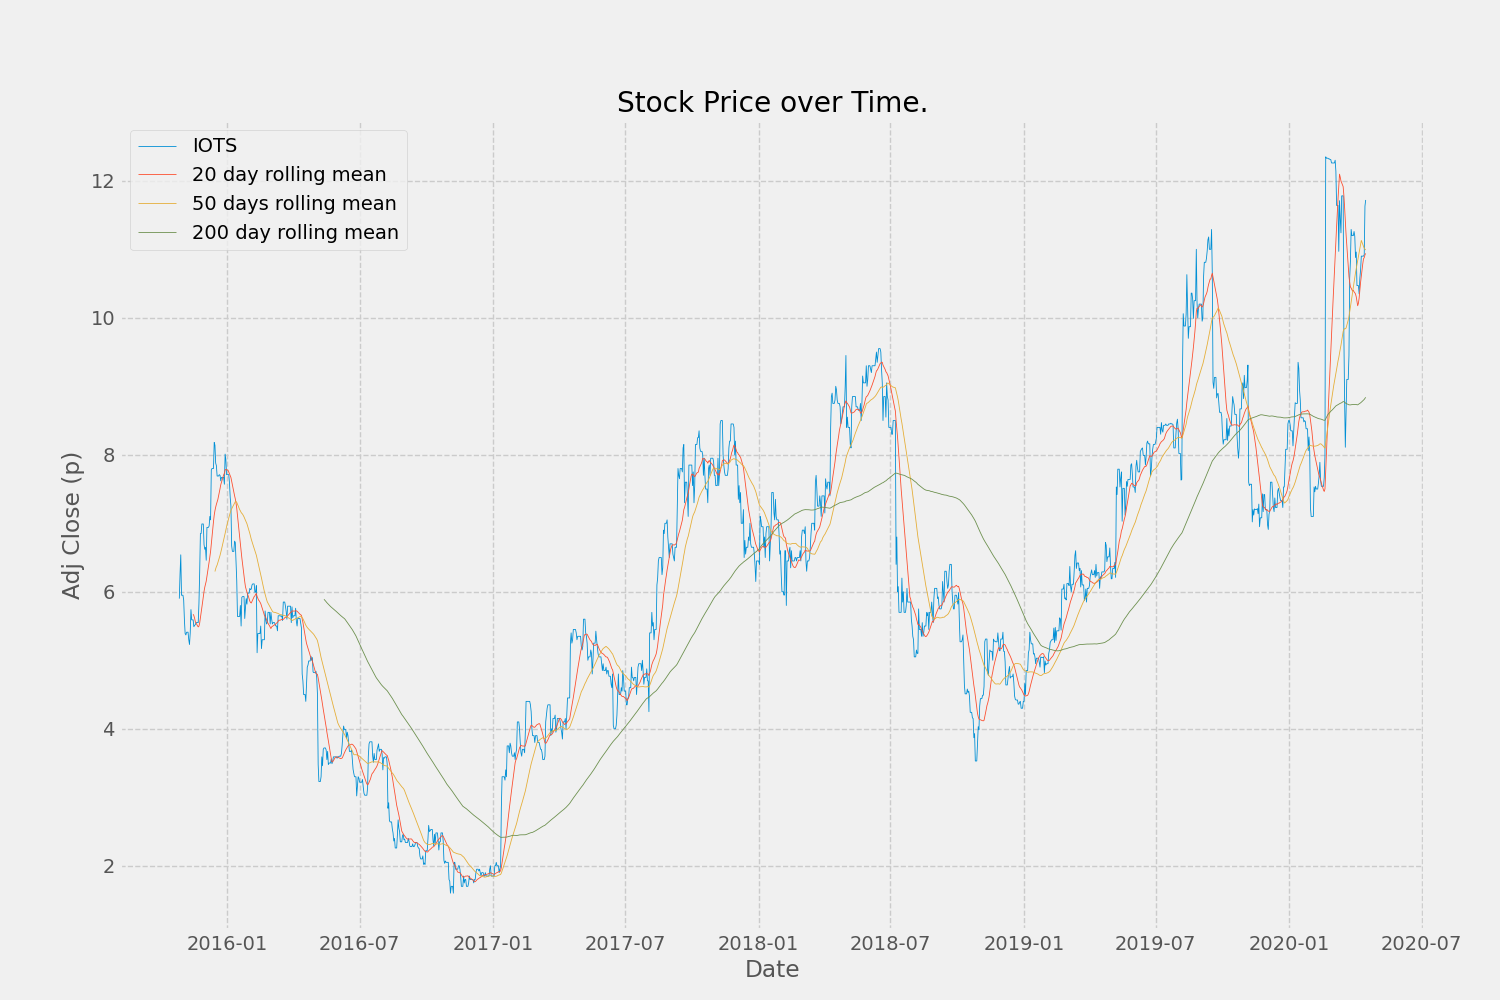 Stock Price over Time.
IOTS
20 day rolling mean
50 days rolling mean
200 day rolling mean
Adj Close (p)
12
10
8
6
4
2
2016-01 2016-07 2017-01 2017-07 2018-01 2018-07 2019-01 2019-07 2020-01 2020-07
Date